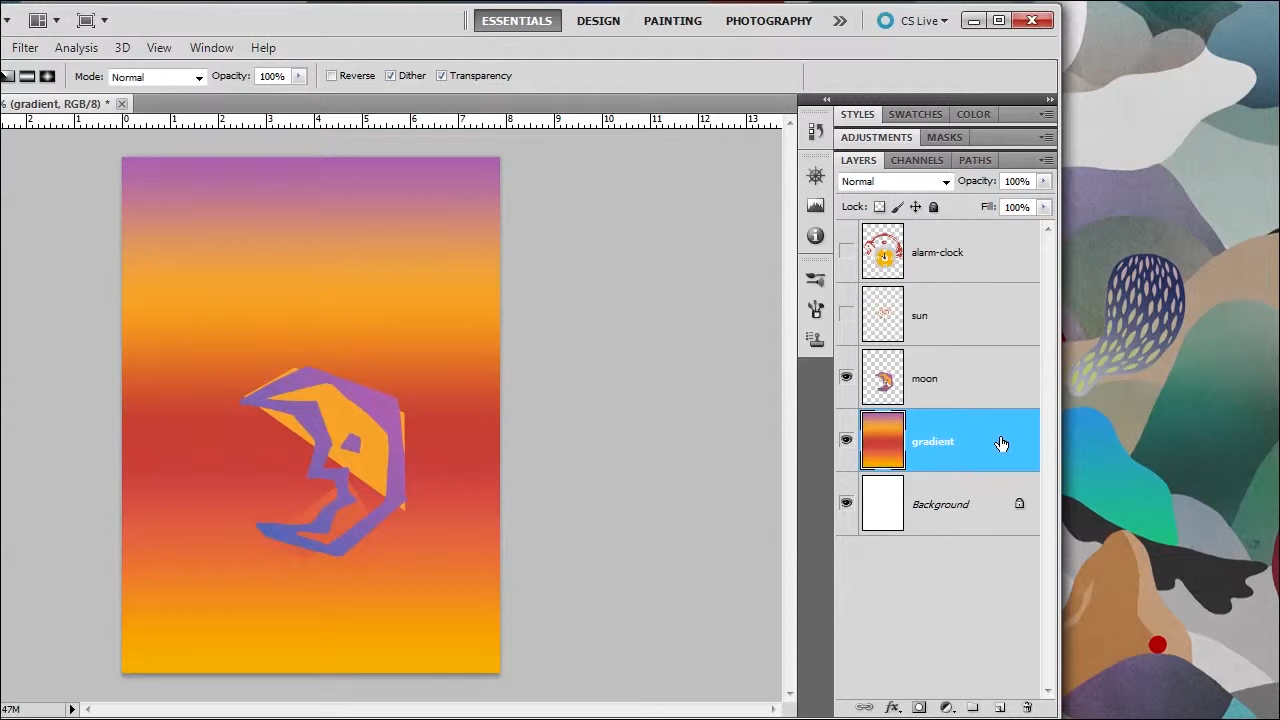 ESSENTIALS DESIGN PAINTING PHOTOGRAPHY CS Live
Filter Analysis 3D View Window Help
Mode: Normal Opacity: 100% Reverse Dither Transparency
% (gradient, RGB/8) *
2 1 1 2 3 4 5 6 7 8 9 10 11 12 13
STYLES SWATCHES COLOR
ADJUSTMENTS MASKS
LAYERS CHANNELS PATHS
Normal Opacity: 100%
Lock: Fill: 100%
alarm-clock
sun
moon
gradient
Background
47M
fx